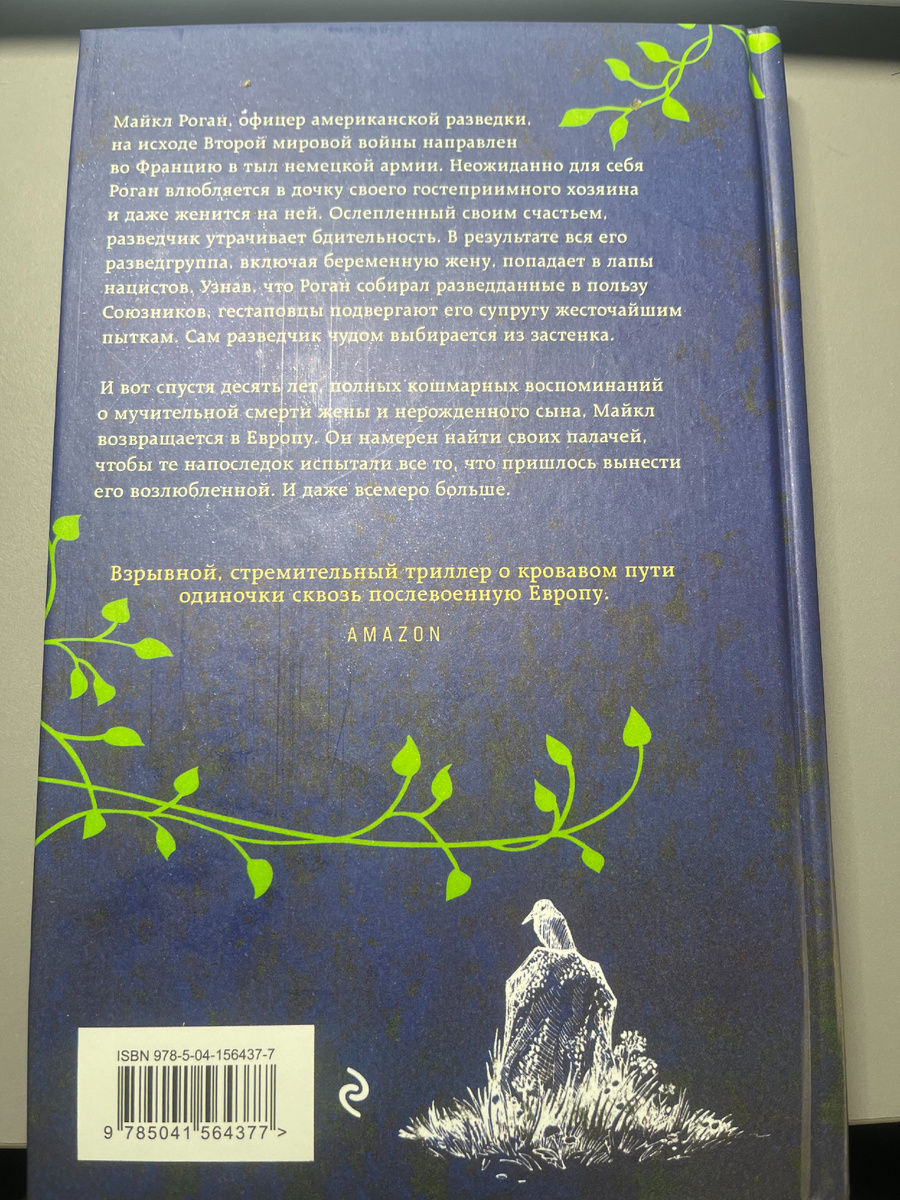 Майкл Роган, офицер американской разведки,
на исходе Второй мировой войны направлен
во Францию в тыл немецкой армии. Неожиданно для себя
Роган влюбляется в дочку своего гостеприимного хозяина
и даже женится на ней. Ослепленный своим счастьем,
разведчик утрачивает бдительность. В результате вся его
разведгруппа, включая беременную жену, попадает в лапы
нацистов. Узнав, что Роган собирал разведданные в пользу
Союзников, гестаповцы подвергают его супругу жесточайшим
пыткам. Сам разведчик чудом выбирается из застенка.
И вот спустя десять лет, полных кошмарных воспоминаний
о мучительной смерти жены и нерожденного сына, Майкл
возвращается в Европу. Он намерен найти своих палачей,
чтобы те напоследок испытали все то, что пришлось вынести
его возлюбленной. И даже всемеро больше.
Взрывной, стремительный триллер о кровавом пути
одиночки сквозь послевоенную Европу.
AMAZON
ISBN 978-5-04-156437-7
9 785041 564377 >